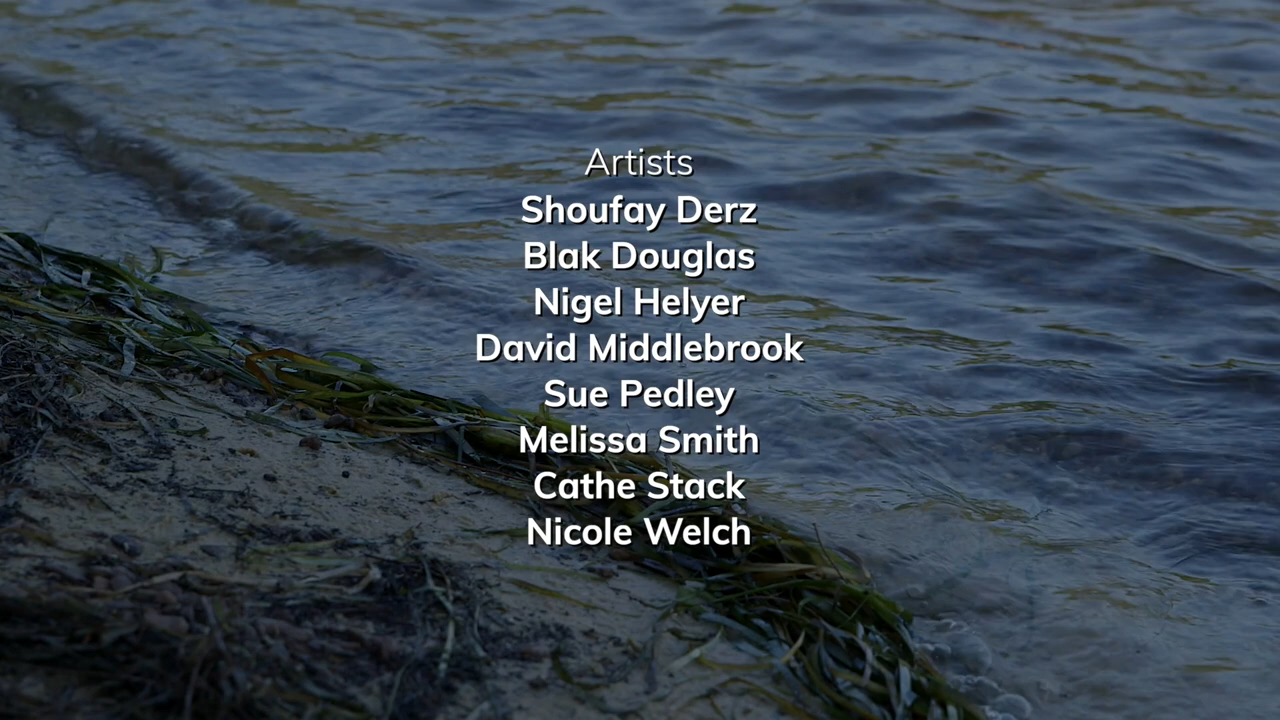 Artists
Shoufay Derz
Blak Douglas
Nigel Helyer
David Middlebrook
Sue Pedley
Melissa Smith
Cathe Stack
Nicole Welch